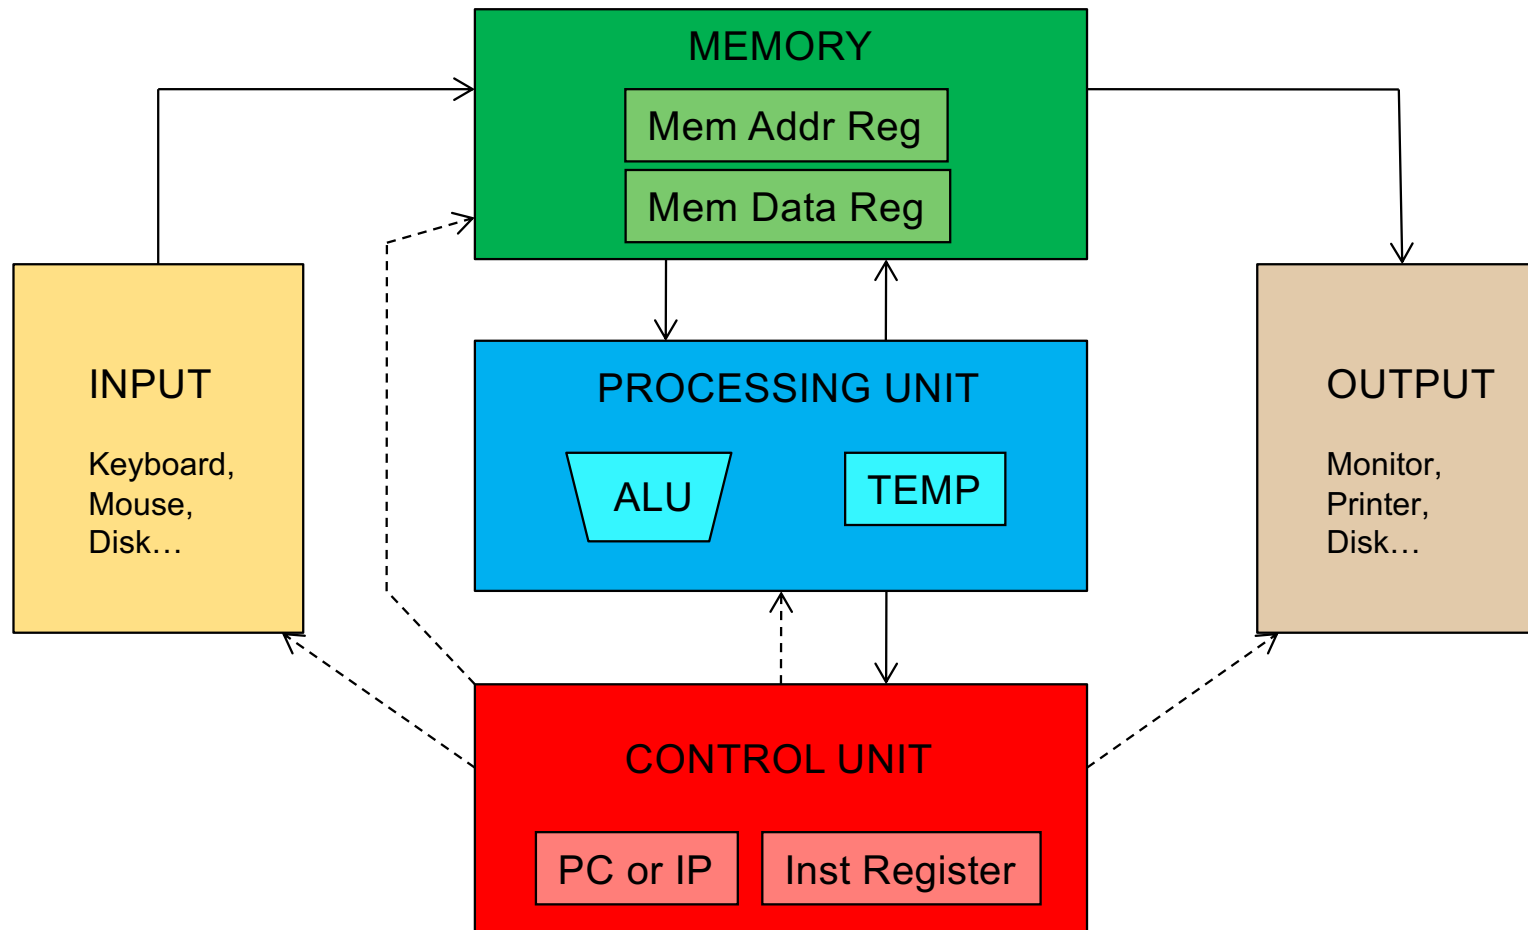 MEMORY
Mem Addr Reg
Mem Data Reg
INPUT
Keyboard,
Mouse,
Disk…
PROCESSING UNIT
ALU
TEMP
OUTPUT
Monitor,
Printer,
Disk…
CONTROL UNIT
PC or IP
Inst Register